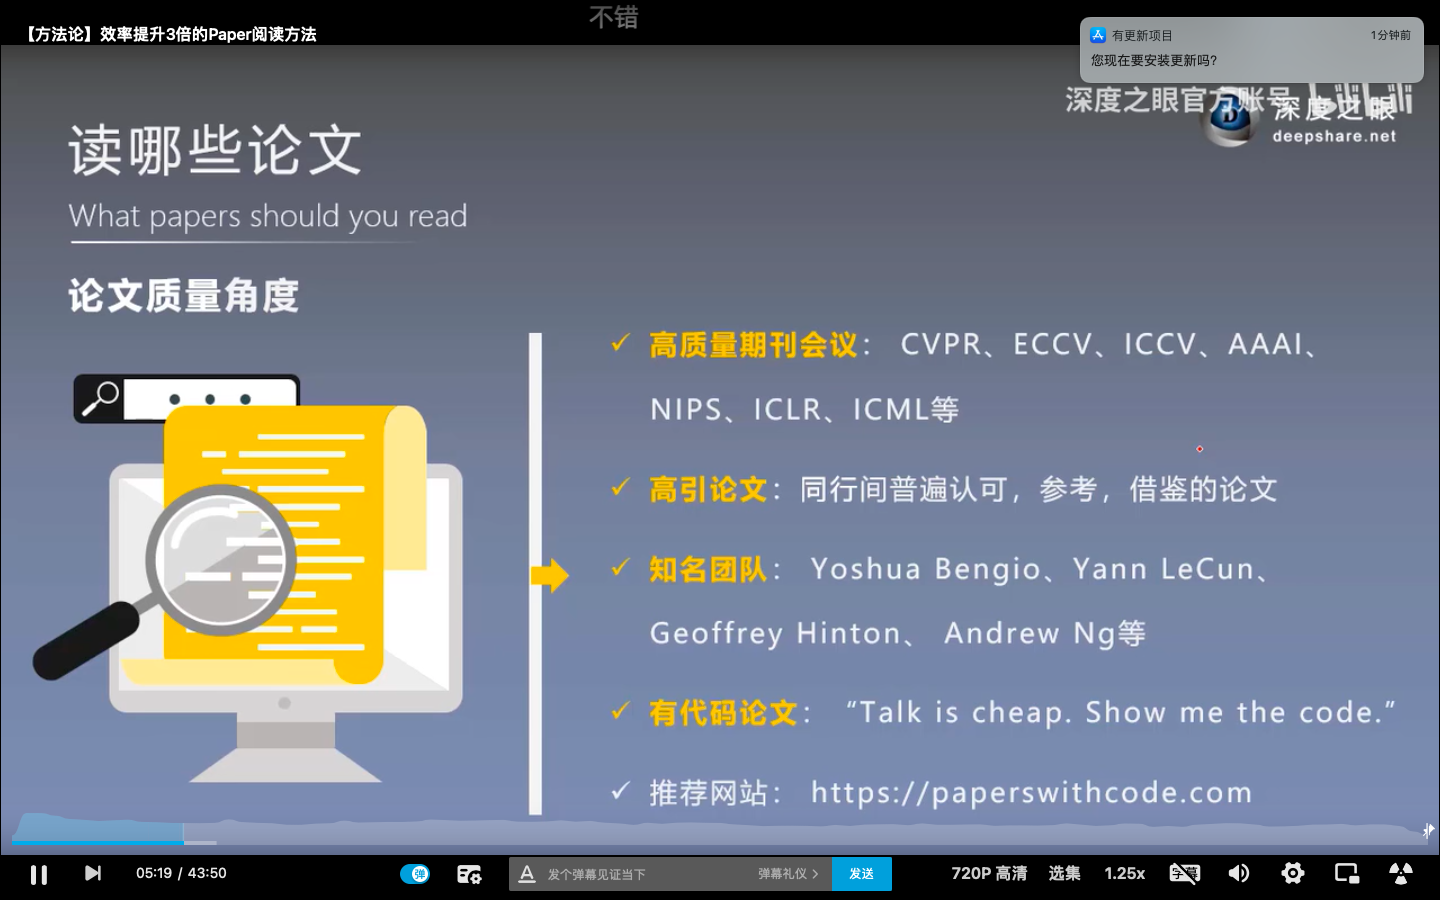 不错
【方法论】效率提升3倍的Paper阅读方法
有更新项目
1分钟前
您现在要安装更新吗?
深度之眼官方账号
bilibili
深度之眼
deepshare.net
读哪些论文
What papers should you read
论文质量角度
✓ 高质量期刊会议： CVPR、ECCV、ICCV、AAAI、
NIPS、ICLR、ICML等
✓ 高引论文：同行间普遍认可，参考，借鉴的论文
✓ 知名团队： Yoshua Bengio、Yann LeCun、
Geoffrey Hinton、 Andrew Ng等
✓ 有代码论文： “Talk is cheap. Show me the code.”
✓ 推荐网站： https://paperswithcode.com
05:19 / 43:50
弹
A 发个弹幕见证当下
弹幕礼仪 >
发送
720P 高清
选集
1.25x
字幕